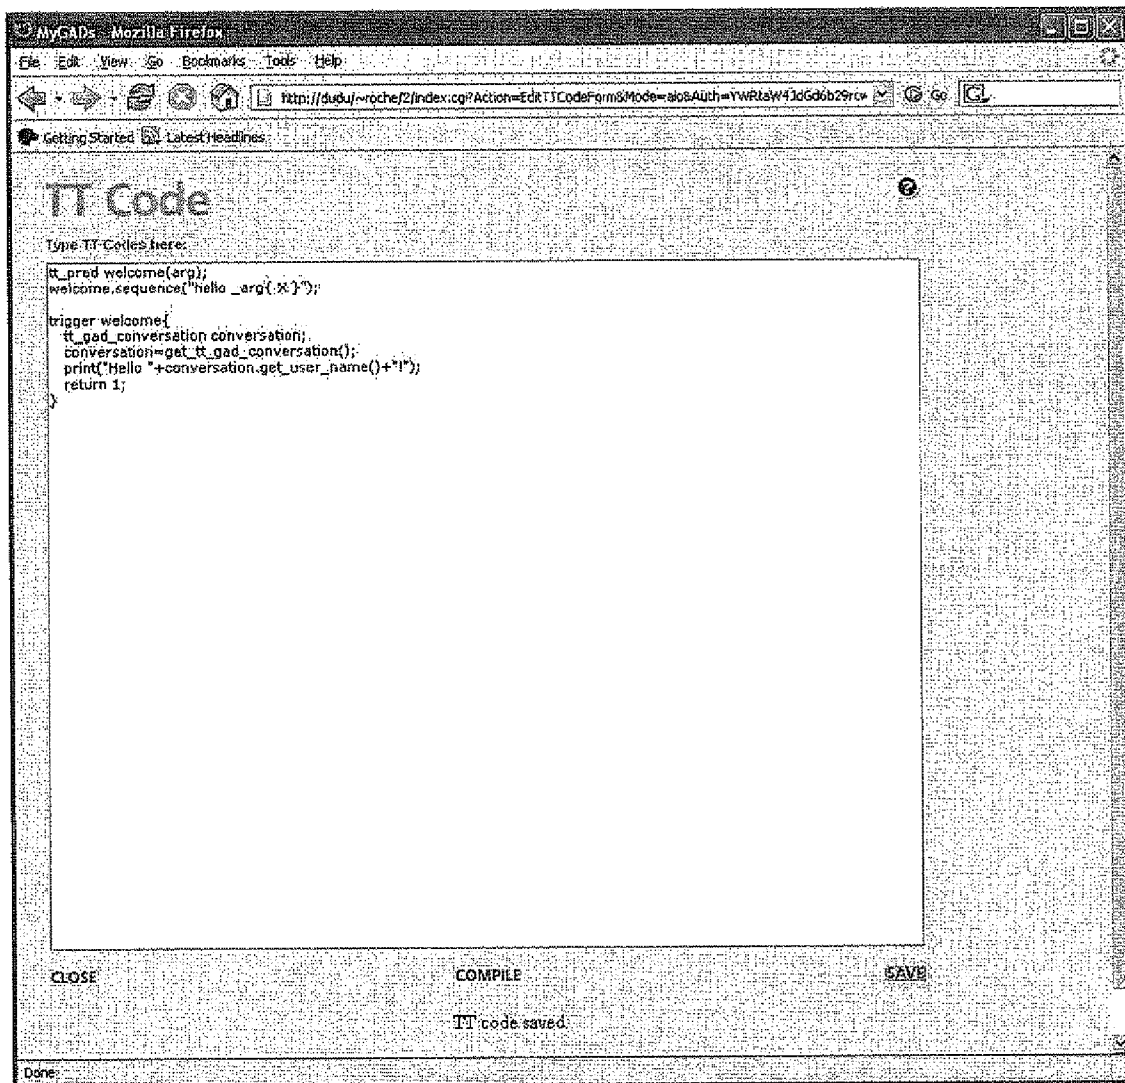 MyGADs - Mozilla Firefox
File Edit View Go Bookmarks Tools Help
Go
Getting Started Latest Headlines
TT Code
Type TT Codes here:
tt_pred welcome(arg);
welcome.sequence("hello _arg{ X }");
trigger welcome{
tt_gad_conversation conversation;
conversation=get_tt_gad_conversation();
print("Hello "+conversation.get_user_name()+"!");
return 1;
}
CLOSE COMPILE SAVE
TT code saved
Done